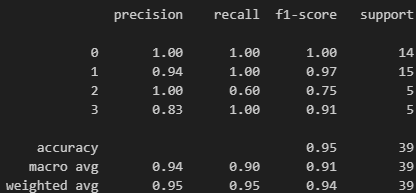 precision recall f1-score support
0 1.00 1.00 1.00 14
1 0.94 1.00 0.97 15
2 1.00 0.60 0.75 5
3 0.83 1.00 0.91 5
accuracy 0.95 39
macro avg 0.94 0.90 0.91 39
weighted avg 0.95 0.95 0.94 39